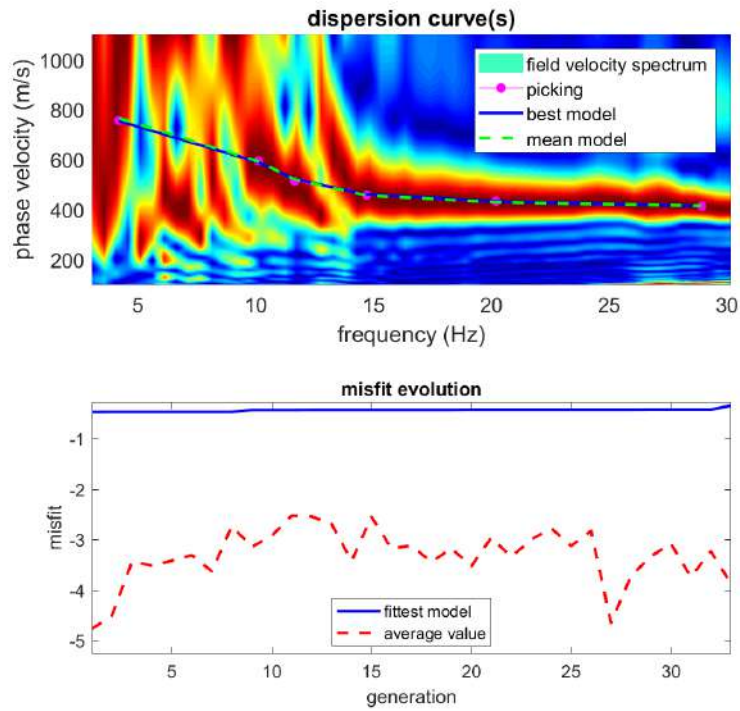 dispersion curve(s)
phase velocity (m/s)
1000
800
600
400
200
field velocity spectrum
picking
best model
mean model
5
10
15
20
25
30
frequency (Hz)
misfit evolution
misfit
-1
-2
-3
-4
-5
fittest model
average value
5
10
15
20
25
30
generation